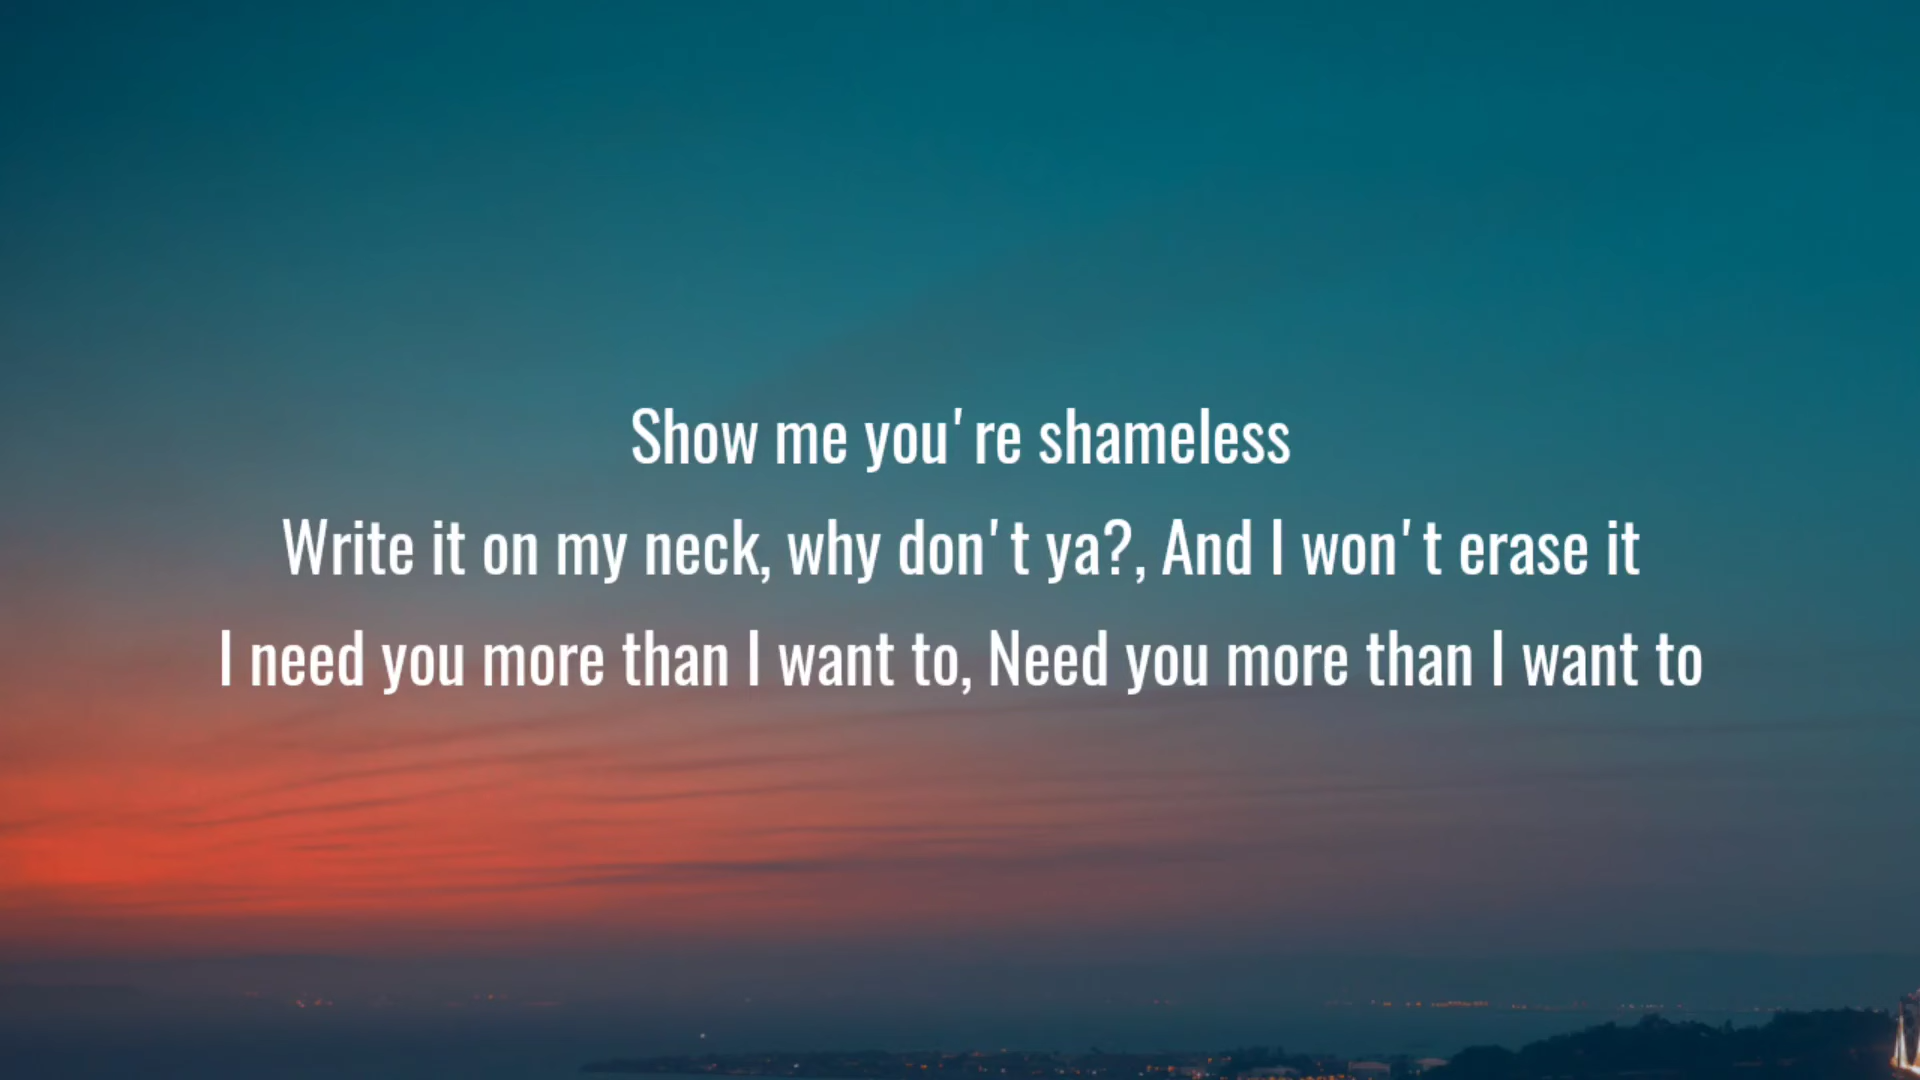 Show me you're shameless
Write it on my neck, why don't ya?, And I won't erase it
I need you more than I want to, Need you more than I want to